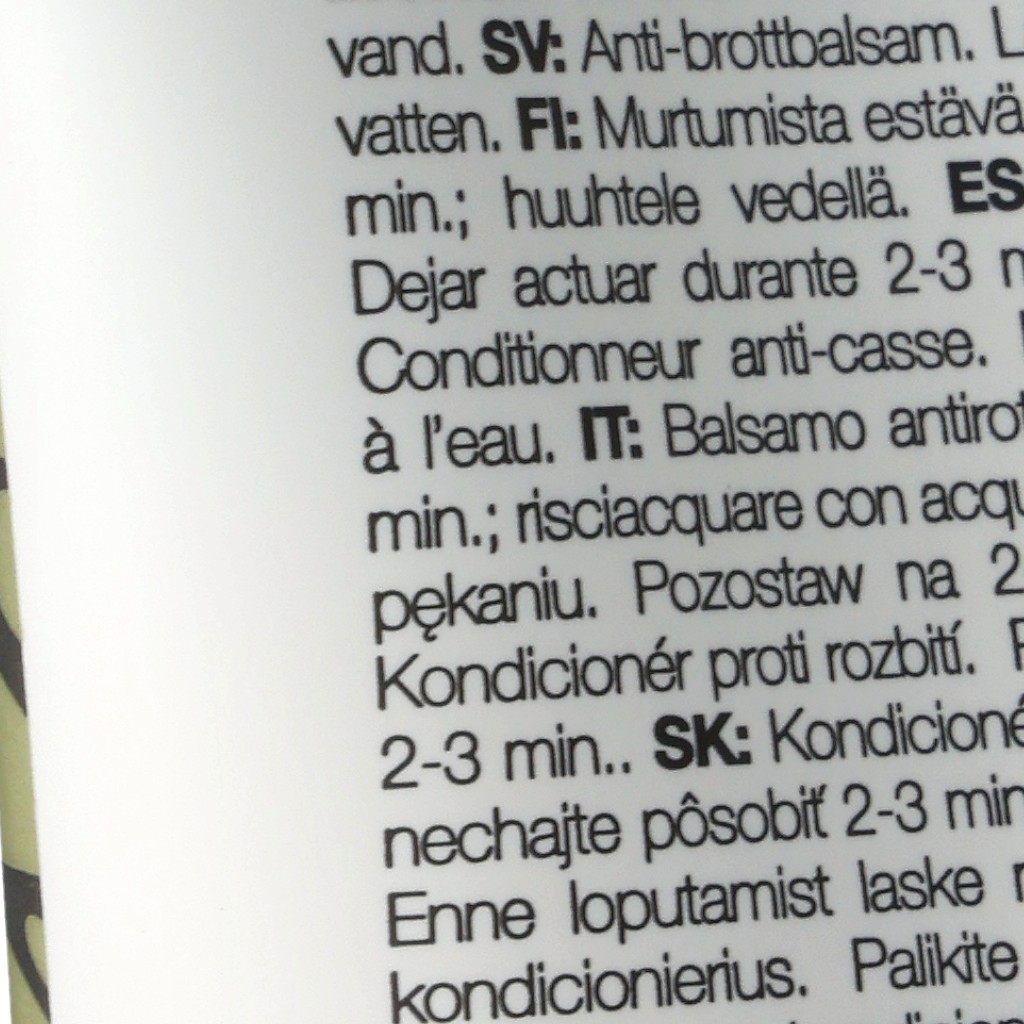 vand. SV: Anti-brottbalsam.
vatten. FI: Murtumista estävä
min.; huuhtele vedellä. ES
Dejar actuar durante 2-3
Conditionneur anti-casse.
à l'eau. IT: Balsamo
min.; risciacquare con
pękaniu. Pozostaw na
Kondicionér proti rozbití.
2-3 min.. SK:
nechajte pôsobiť 2-3 min
Enne loputamist laske
kondicionierius. Palikite